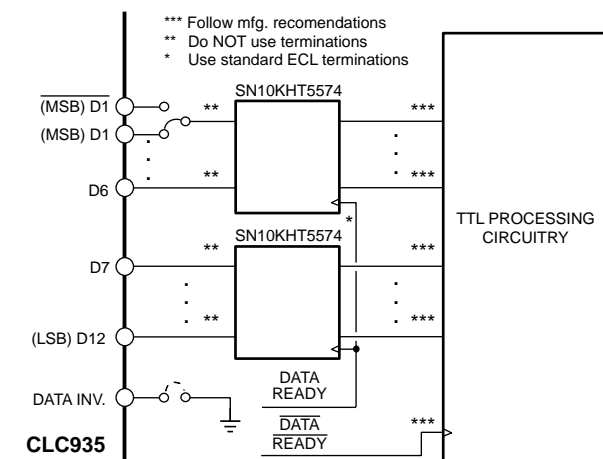 *** Follow mfg. recomendations
** Do NOT use terminations
* Use standard ECL terminations
(MSB) D1
(MSB) D1
D6
D7
(LSB) D12
DATA INV.
CLC935
**
**
**
**
SN10KHT5574
SN10KHT5574
*
***
***
***
***
TTL PROCESSING
CIRCUITRY
DATA
READY
DATA
READY
***